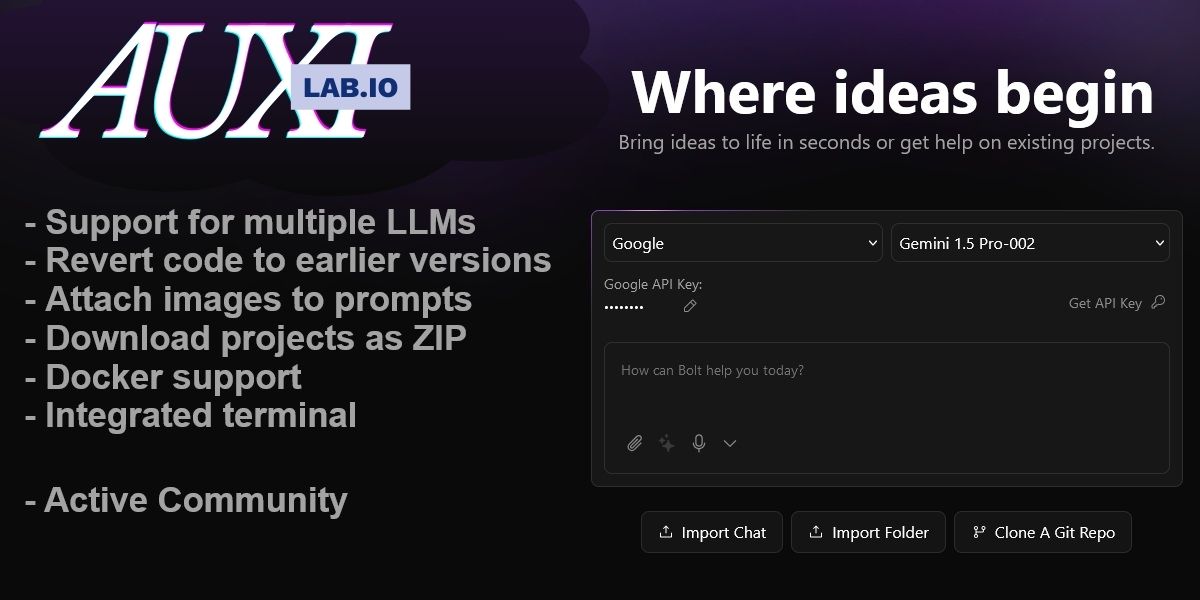 AUXI
LAB.IO
- Support for multiple LLMs
- Revert code to earlier versions
- Attach images to prompts
- Download projects as ZIP
- Docker support
- Integrated terminal
- Active Community
Where ideas begin
Bring ideas to life in seconds or get help on existing projects.
Google
Gemini 1.5 Pro-002
Google API Key:
••••••••
Get API Key
How can Bolt help you today?
Import Chat
Import Folder
Clone A Git Repo